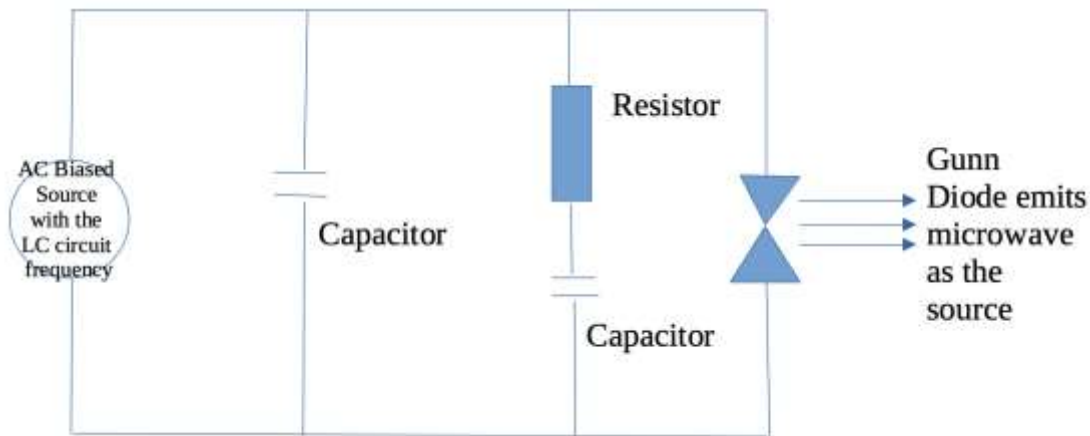 AC Biased
Source
with the
LC circuit
frequency
Capacitor
Resistor
Capacitor
Gunn
Diode emits
microwave
as the
source